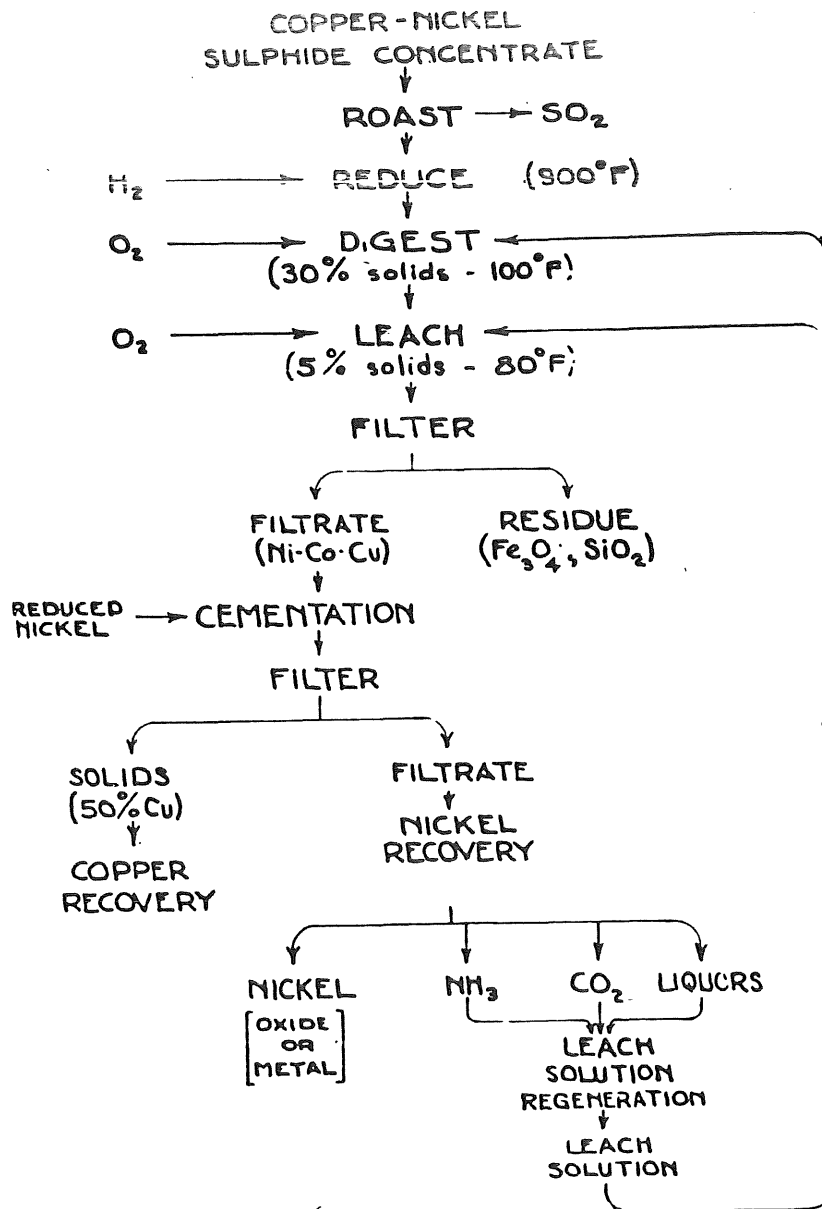 COPPER-NICKEL
SULPHIDE CONCENTRATE
ROAST → SO₂
H₂ → REDUCE (900°F)
O₂ → DIGEST
(30% solids - 100°F)
O₂ → LEACH
(5% solids - 80°F)
FILTER
FILTRATE
(Ni-Co-Cu)
RESIDUE
(Fe₃O₄, SiO₂)
REDUCED
NICKEL
CEMENTATION
FILTER
SOLIDS
(50% Cu)
COPPER
RECOVERY
FILTRATE
NICKEL
RECOVERY
NICKEL
[OXIDE
OR
METAL]
NH₃
CO₂
LIQUORS
LEACH
SOLUTION
REGENERATION
LEACH
SOLUTION